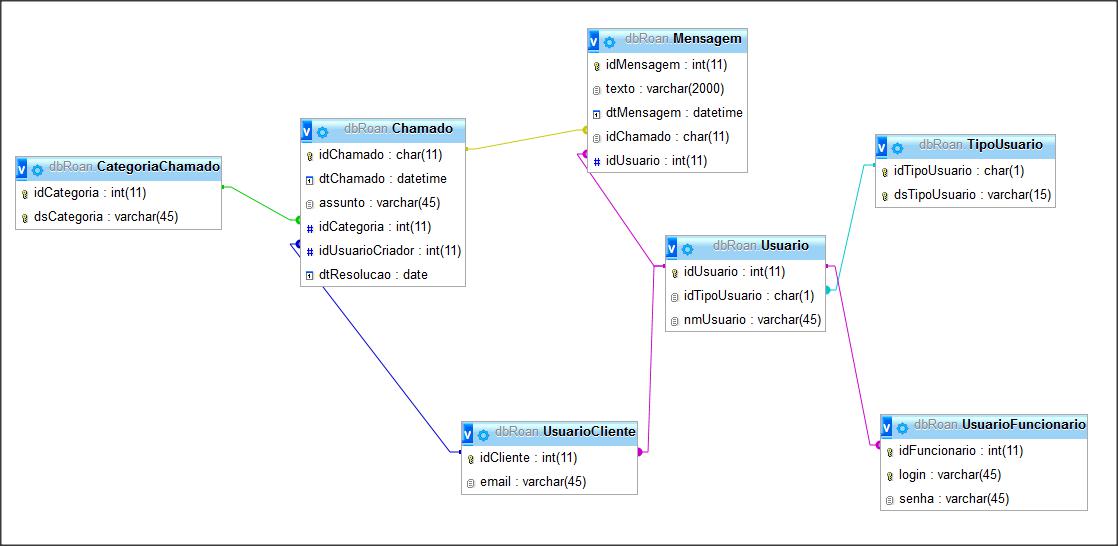 dbRoan Mensagem
idMensagem : int(11)
texto : varchar(2000)
dtMensagem : datetime
idChamado : char(11)
idUsuario : int(11)
dbRoan Chamado
idChamado : char(11)
dtChamado : datetime
assunto : varchar(45)
idCategoria : int(11)
idUsuarioCriador : int(11)
dtResolucao : date
dbRoan CategoriaChamado
idCategoria : int(11)
dsCategoria : varchar(45)
dbRoan TipoUsuario
idTipoUsuario : char(1)
dsTipoUsuario : varchar(15)
dbRoan Usuario
idUsuario : int(11)
idTipoUsuario : char(1)
nmUsuario : varchar(45)
dbRoan UsuarioCliente
idCliente : int(11)
email : varchar(45)
dbRoan UsuarioFuncionario
idFuncionario : int(11)
login : varchar(45)
senha : varchar(45)